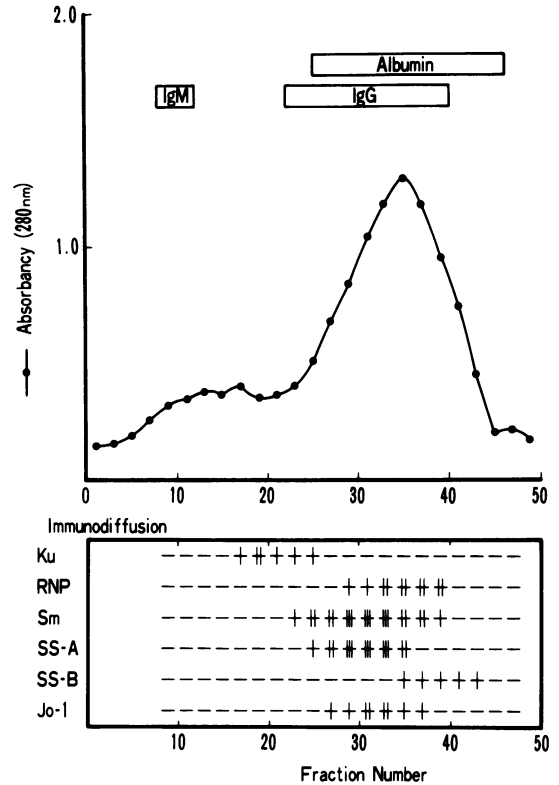 2.0
Albumin
IgM IgG
Absorbancy (280nm)
1.0
0 10 20 30 40 50
Immunodiffusion
Ku
RNP
Sm
SS-A
SS-B
Jo-1
10 20 30 40 50
Fraction Number